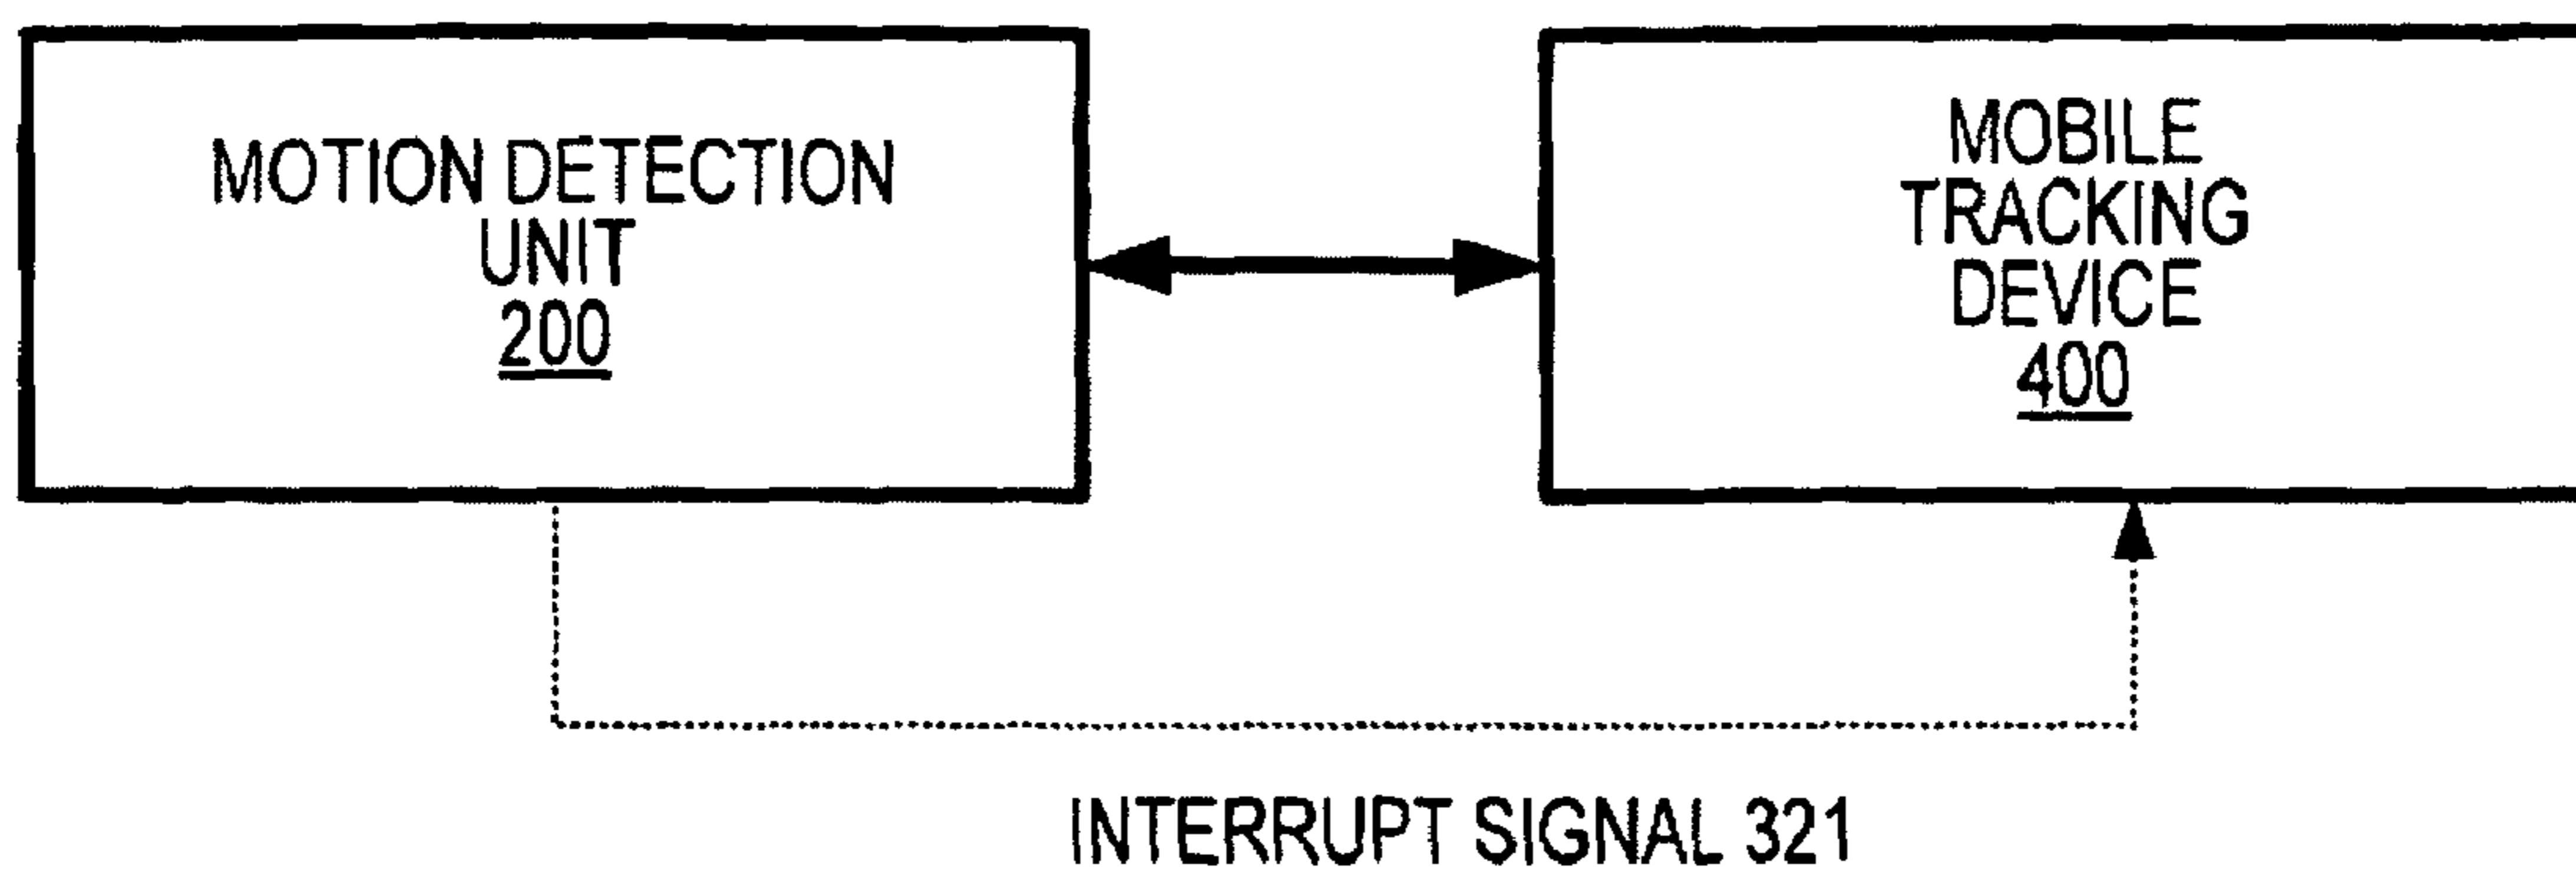 MOTION DETECTION
UNIT
200
MOBILE
TRACKING
DEVICE
400
INTERRUPT SIGNAL 321